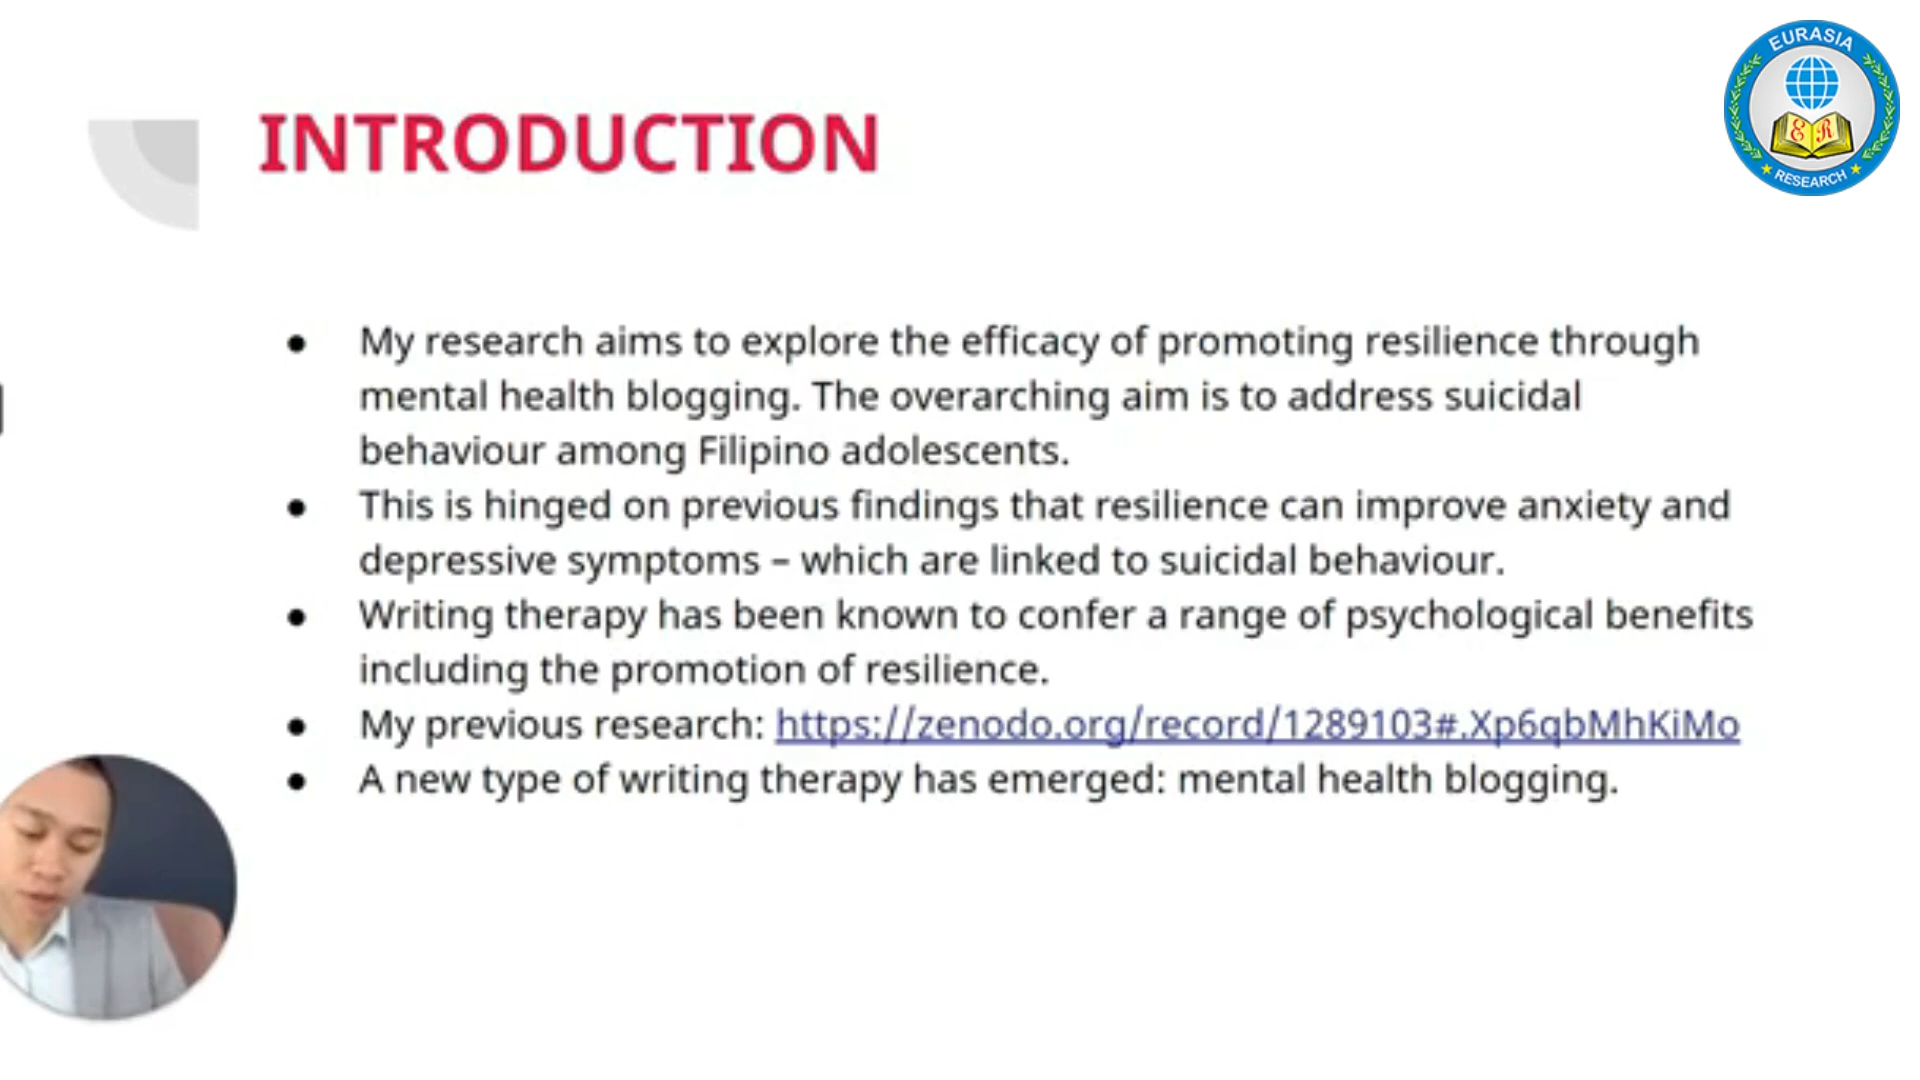 EURASIA
RESEARCH
INTRODUCTION
● My research aims to explore the efficacy of promoting resilience through
mental health blogging. The overarching aim is to address suicidal
behaviour among Filipino adolescents.
● This is hinged on previous findings that resilience can improve anxiety and
depressive symptoms – which are linked to suicidal behaviour.
● Writing therapy has been known to confer a range of psychological benefits
including the promotion of resilience.
● My previous research: https://zenodo.org/record/1289103#.Xp6qbMhKiMo
● A new type of writing therapy has emerged: mental health blogging.